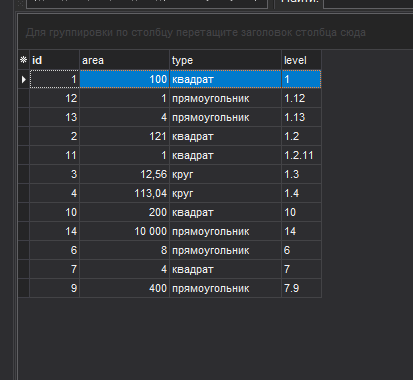 Найти:
Для группировки по столбцу перетащите заголовок столбца сюда
id area type level
1 100 квадрат 1
12 1 прямоугольник 1.12
13 4 прямоугольник 1.13
2 121 квадрат 1.2
11 1 квадрат 1.2.11
3 12,56 круг 1.3
4 113,04 круг 1.4
10 200 квадрат 10
14 10 000 прямоугольник 14
6 8 прямоугольник 6
7 4 квадрат 7
9 400 прямоугольник 7.9